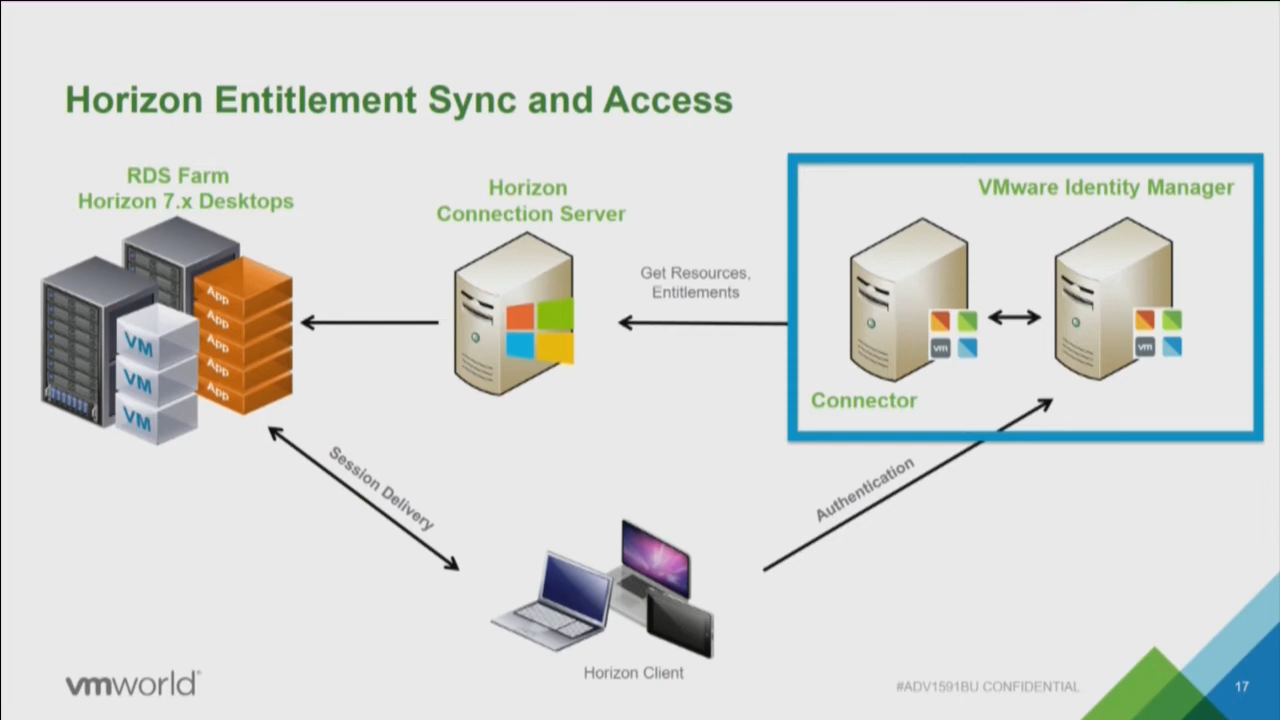 Horizon Entitlement Sync and Access
RDS Farm
Horizon 7.x Desktops
Horizon
Connection Server
VMware Identity Manager
Get Resources,
Entitlements
App
App
App
App
App
VM
VM
VM
vm
vm
Connector
Session Delivery
Authentication
Horizon Client
vmworld®
#ADV1591BU CONFIDENTIAL
17